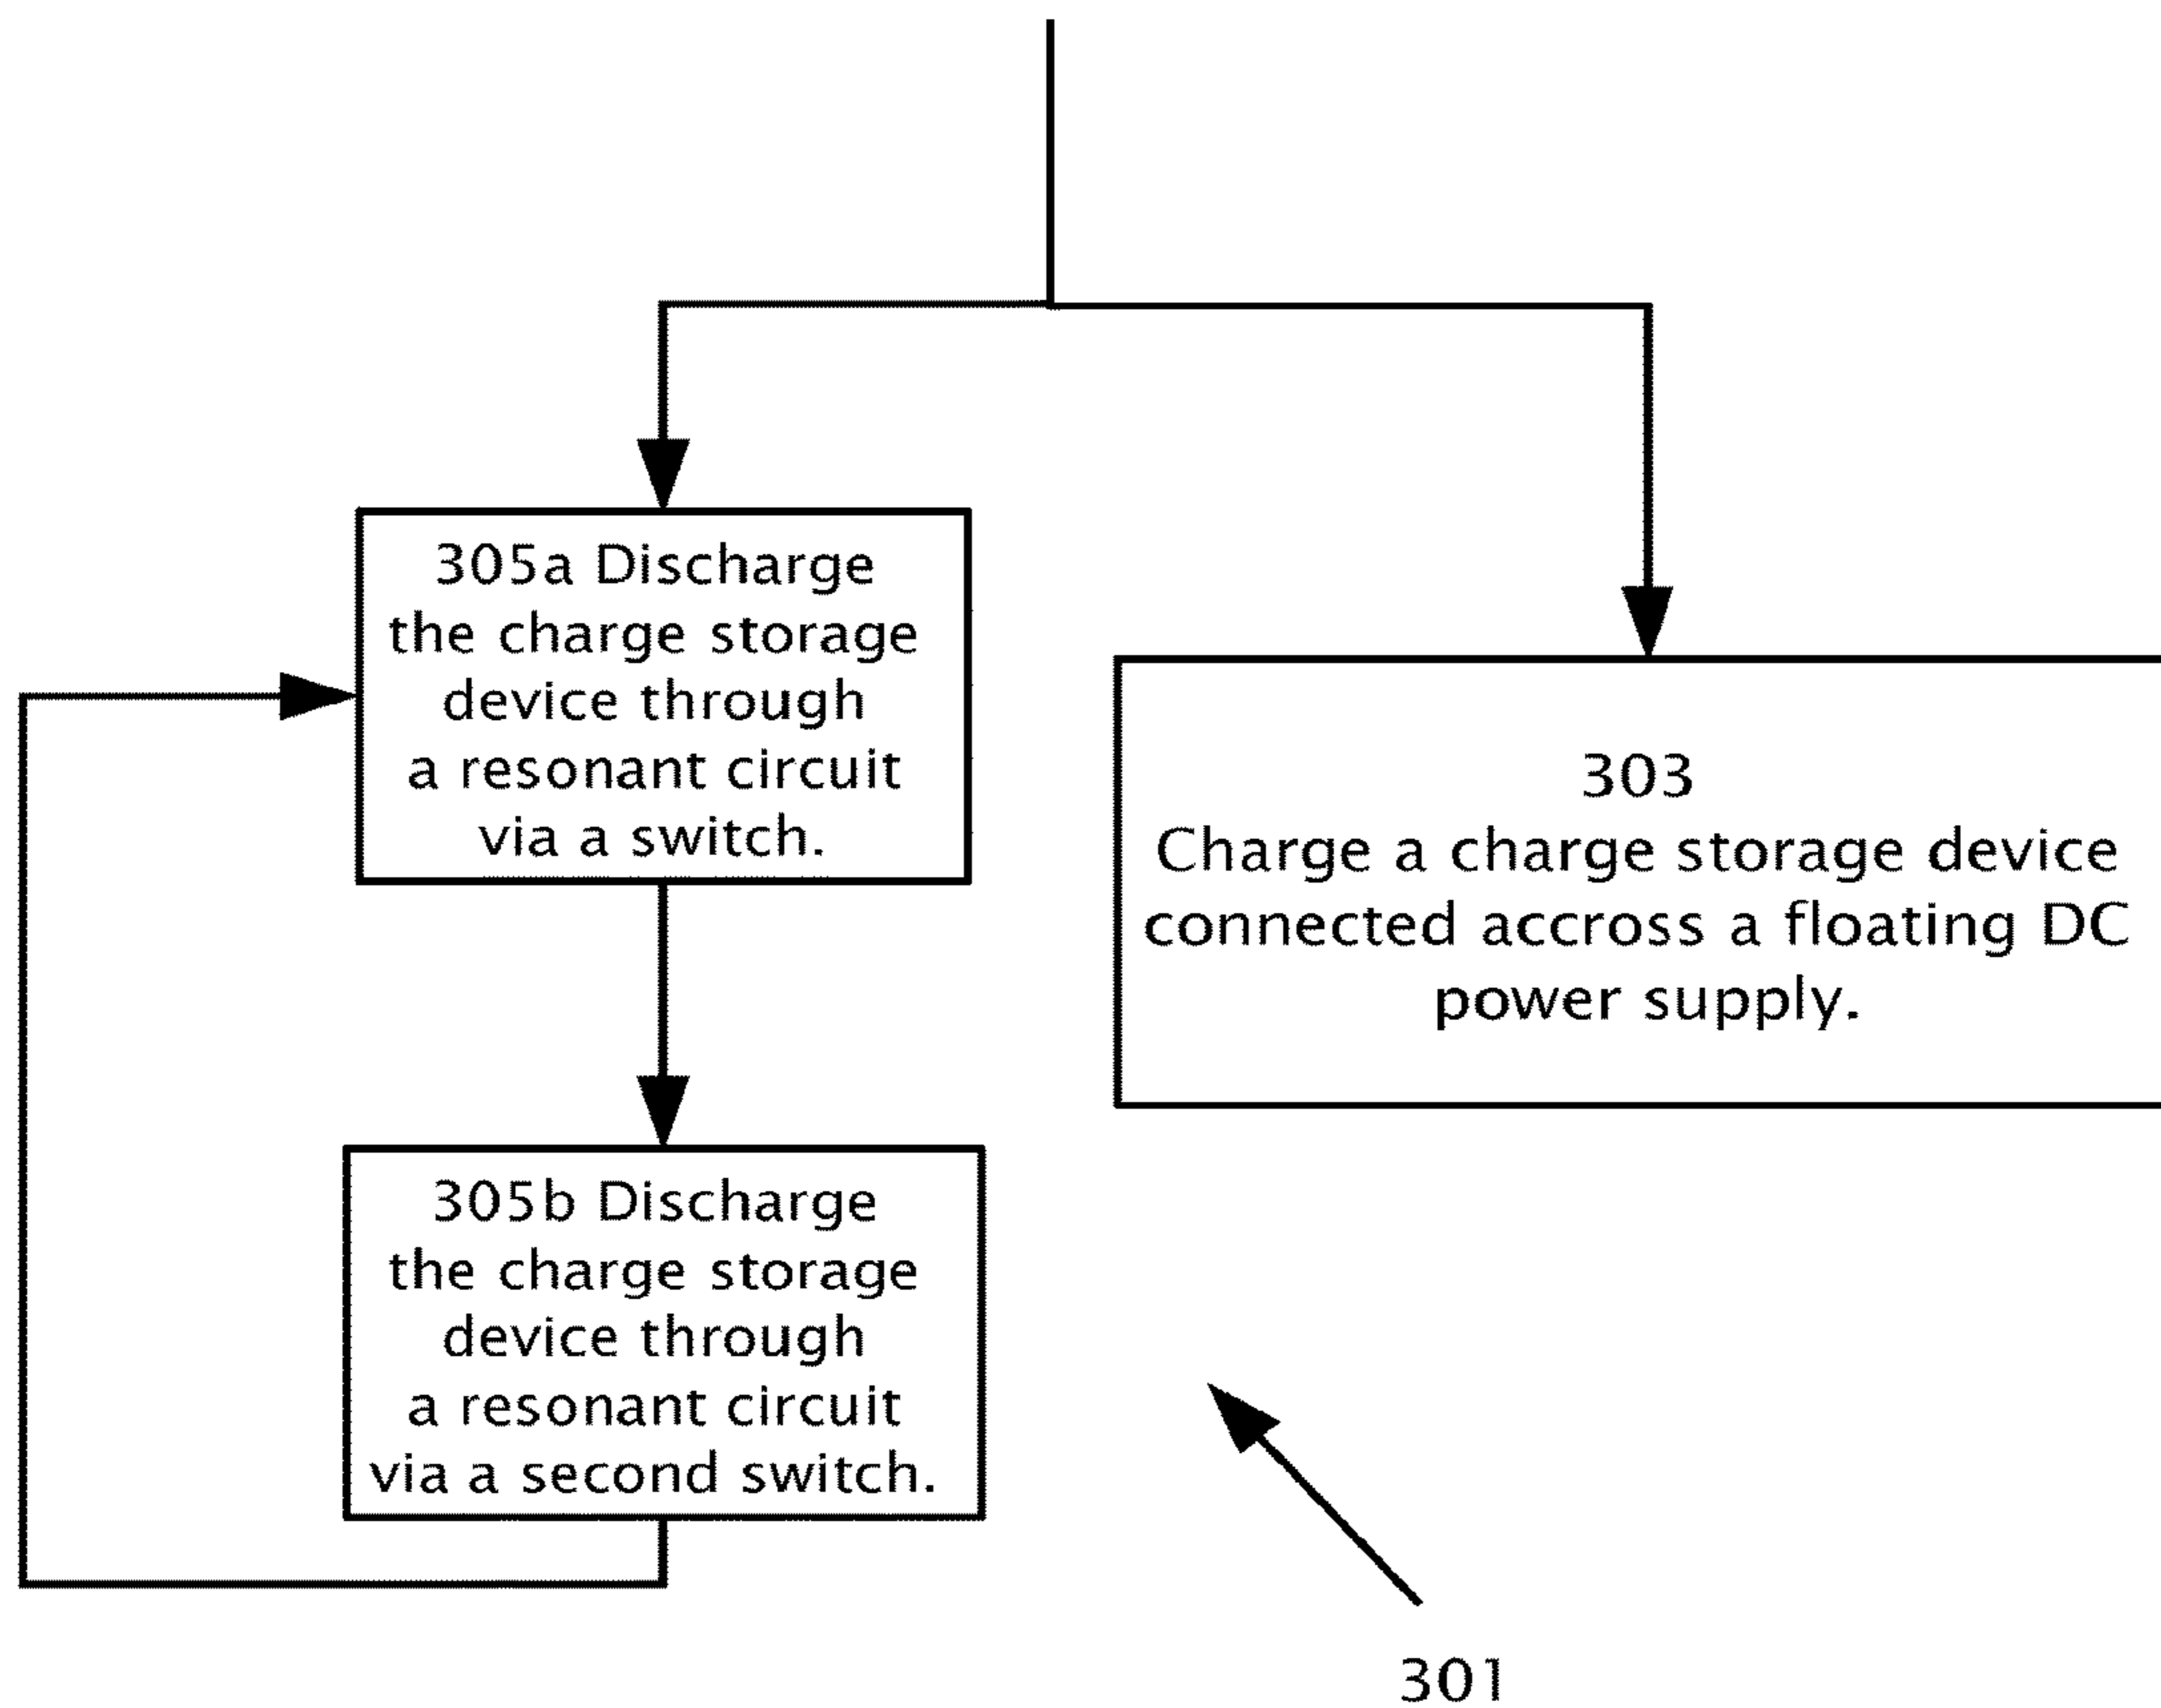 305a Discharge
the charge storage
device through
a resonant circuit
via a switch.
303
Charge a charge storage device
connected accross a floating DC
power supply.
305b Discharge
the charge storage
device through
a resonant circuit
via a second switch.
301